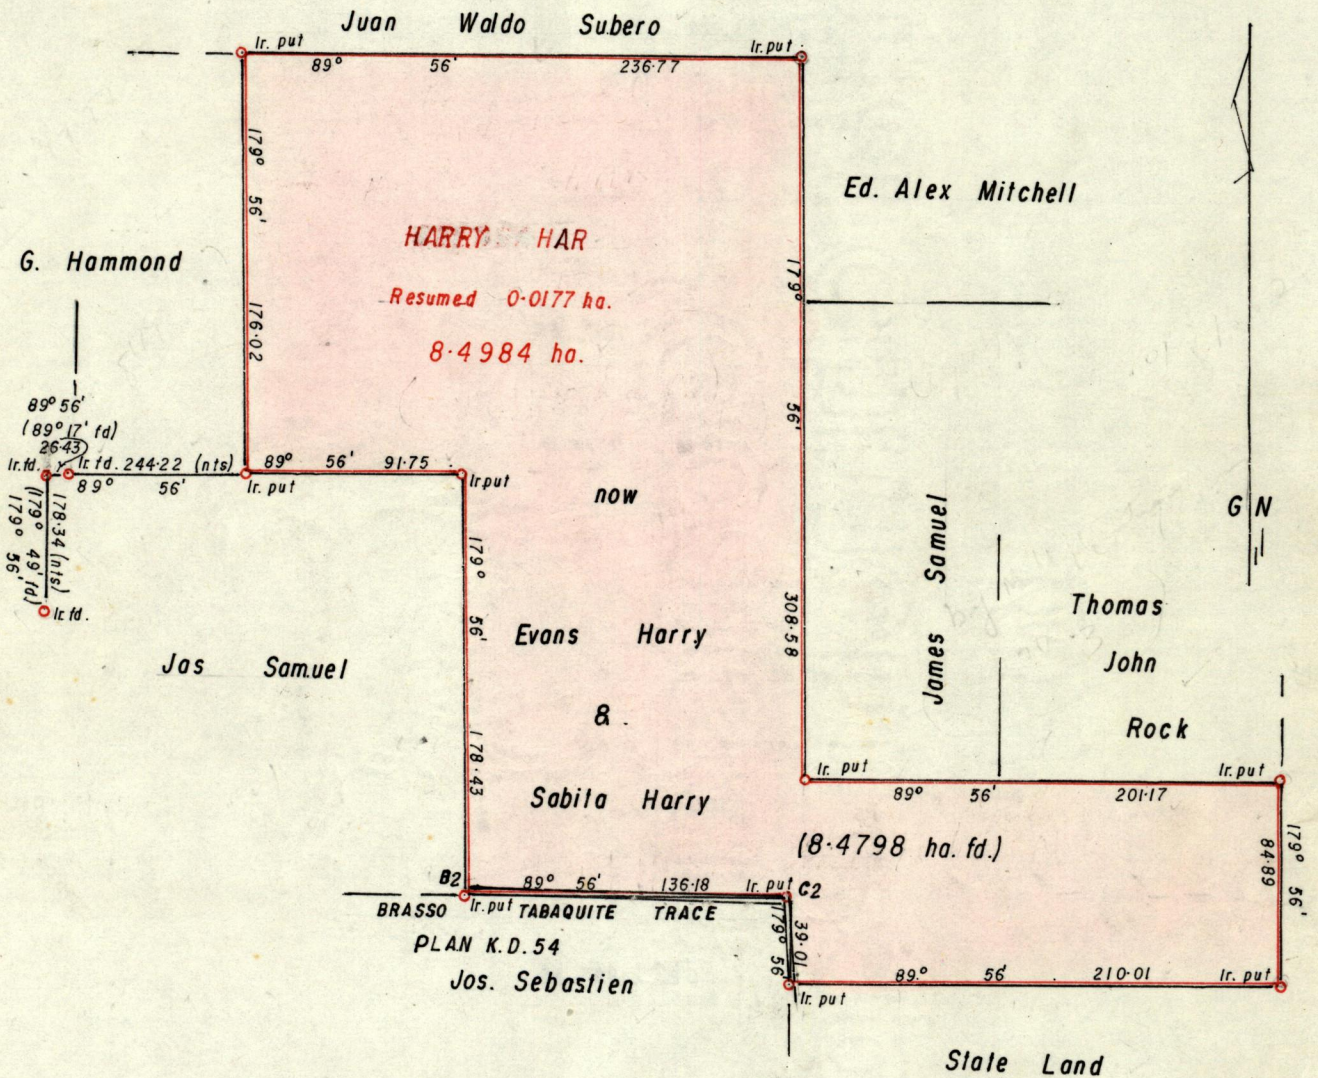 Juan Waldo Subero
Ir. put
Ir. put
89° 56' 236·77
179° 56' 176·02
Ed. Alex Mitchell
HARRY HAR
Resumed 0·0177 ha.
8·4984 ha.
G. Hammond
179° 56' 308·58
89° 56'
(89° 17' fd)
26·43
Ir. fd.
Ir. fd. 244·22 (nts)
89° 56'
Ir. put
89° 56' 91·75
Ir. put
178·34 (nts)
(179° 49' fd)
179° 56'
Ir. fd.
now
G N
James Samuel
Thomas
John
Rock
Evans Harry
&
Sabita Harry
179° 56' 178·43
Jas Samuel
Ir. put
Ir. put
89° 56' 201·17
(8·4798 ha. fd.)
179° 56'
84·89
B2
89° 56' 136·18
Ir. put
C2
BRASSO
Ir. put
TABAQUITE TRACE
179° 56'
39·01
PLAN K.D. 54
Jos. Sebastien
89° 56' 210·01
Ir. put
Ir. put
State Land